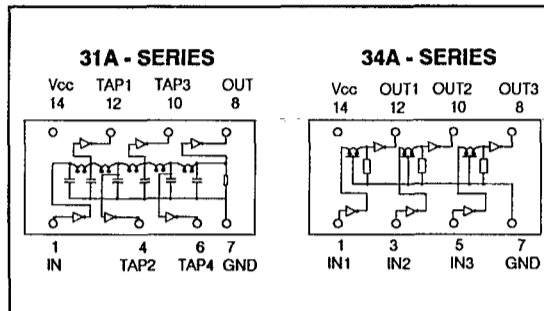 31A - SERIES
Vcc TAP1 TAP3 OUT
14 12 10 8
1 4 6 7
IN TAP2 TAP4 GND
34A - SERIES
Vcc OUT1 OUT2 OUT3
14 12 10 8
1 3 5 7
IN1 IN2 IN3 GND